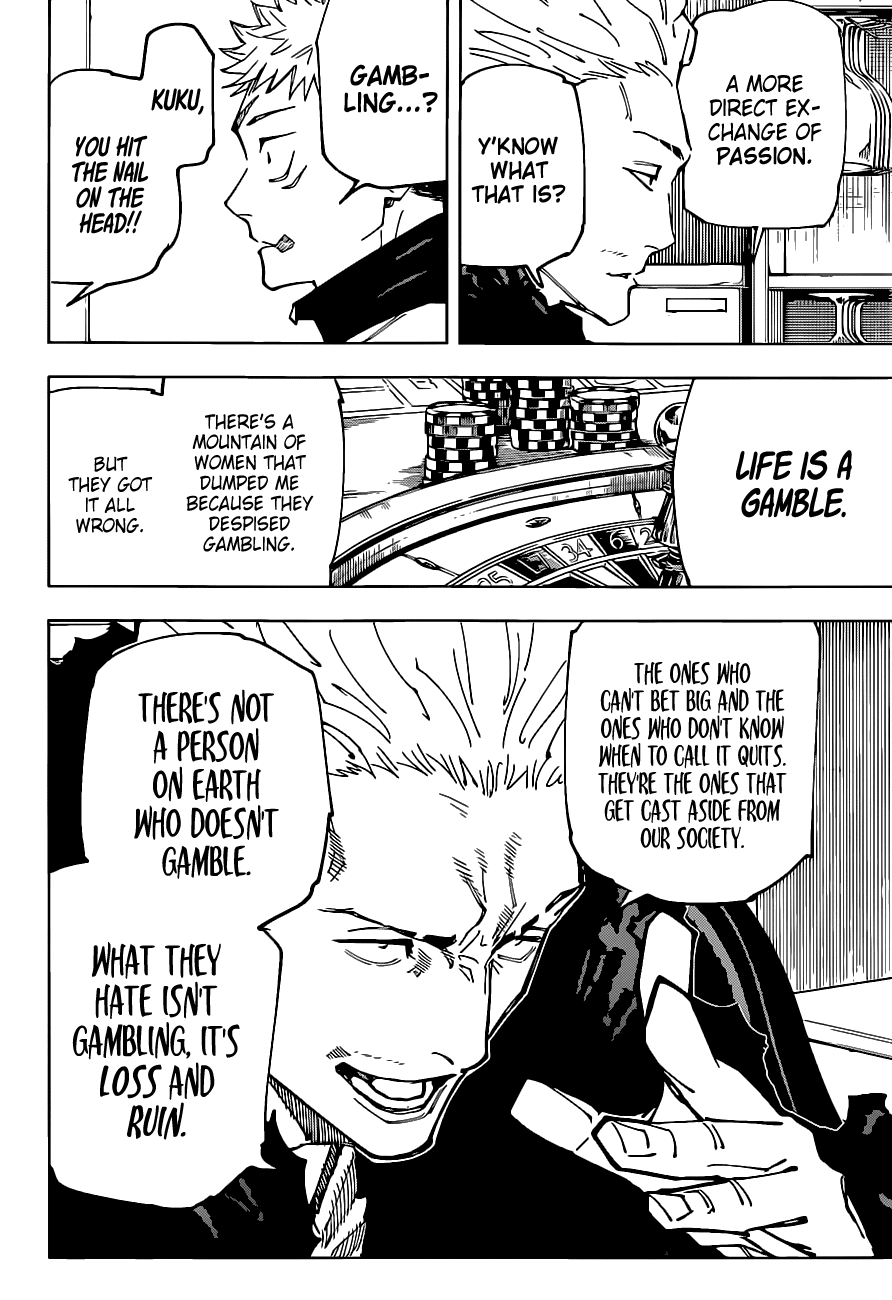 A MORE
DIRECT EX-
CHANGE OF
PASSION.
Y'KNOW
WHAT
THAT IS?
GAMB-
LING...?
KUKU,
YOU HIT
THE NAIL
ON THE
HEAD!!
LIFE IS A
GAMBLE.
34
6
2
25
THERE'S A
MOUNTAIN OF
WOMEN THAT
DUMPED ME
BECAUSE THEY
DESPISED
GAMBLING.
BUT
THEY GOT
IT ALL
WRONG.
THE ONES WHO
CAN'T BET BIG AND THE
ONES WHO DON'T KNOW
WHEN TO CALL IT QUITS.
THEY'RE THE ONES THAT
GET CAST ASIDE FROM
OUR SOCIETY.
THERE'S NOT
A PERSON
ON EARTH
WHO DOESN'T
GAMBLE.
WHAT THEY
HATE ISN'T
GAMBLING, IT'S
LOSS AND
RUIN.